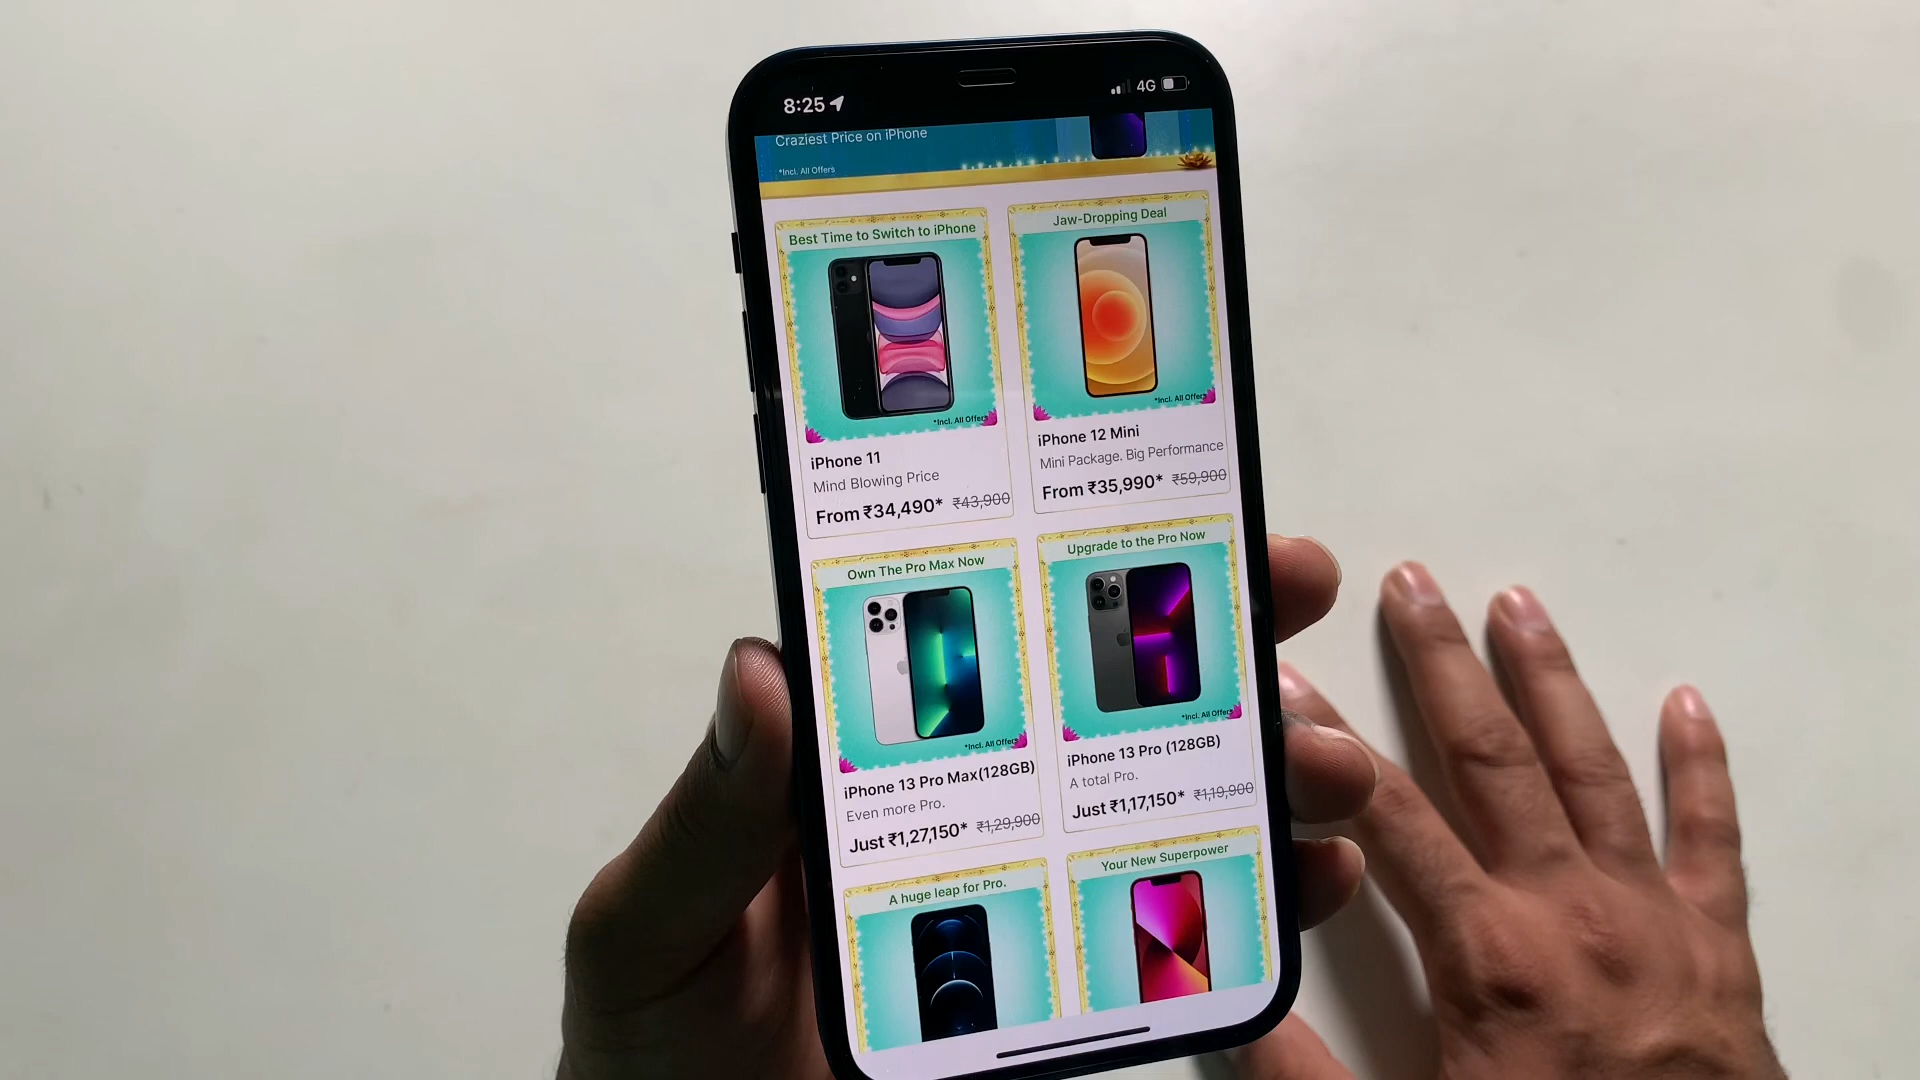 8:25
4G
Craziest Price on iPhone
*Incl. All Offers
Best Time to Switch to iPhone
*Incl. All Offers
iPhone 11
Mind Blowing Price
From ₹34,490* ₹43,900
Jaw-Dropping Deal
*Incl. All Offers
iPhone 12 Mini
Mini Package. Big Performance
From ₹35,990* ₹59,900
Own The Pro Max Now
*Incl. All Offers
iPhone 13 Pro Max(128GB)
Even more Pro.
Just ₹1,27,150* ₹1,29,900
Upgrade to the Pro Now
*Incl. All Offers
iPhone 13 Pro (128GB)
A total Pro.
Just ₹1,17,150* ₹1,19,900
A huge leap for Pro.
Your New Superpower